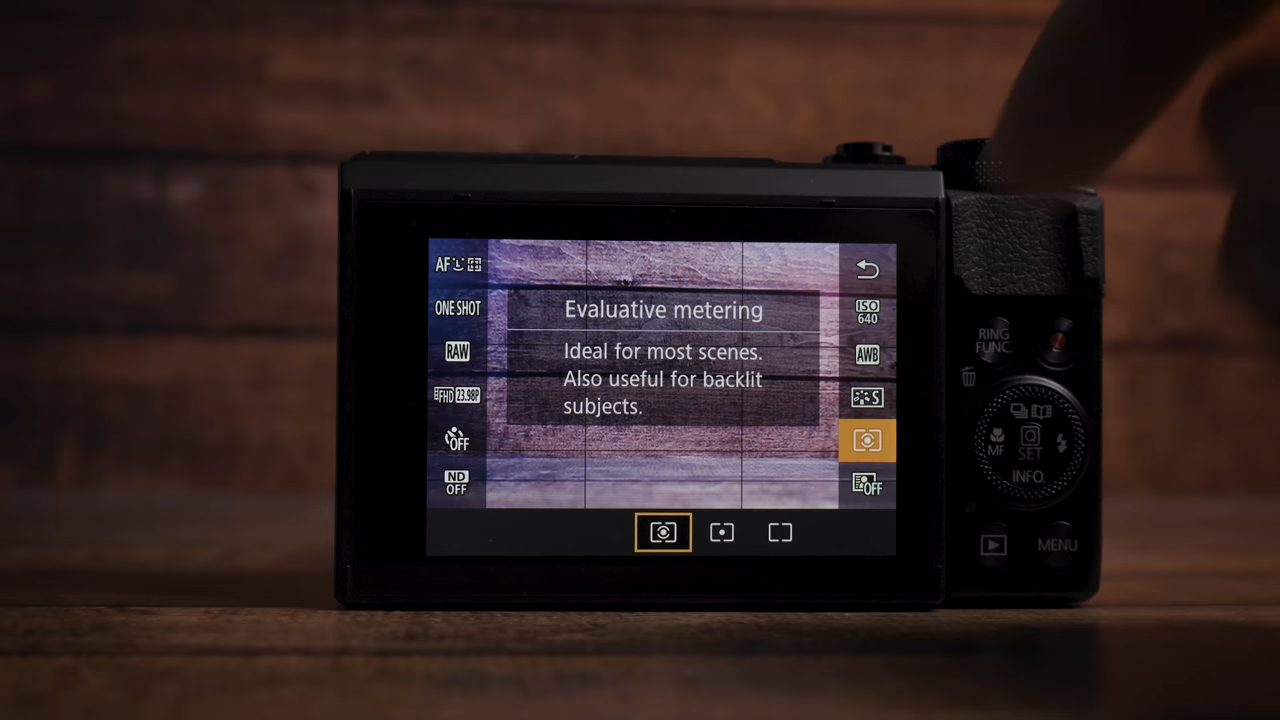 AF
ONE SHOT
RAW
FHD 23.98P
OFF
ND
OFF
Evaluative metering
Ideal for most scenes.
Also useful for backlit
subjects.
ISO
640
AWB
S
OFF
RING
FUNC.
MF
Q
SET
INFO.
MENU